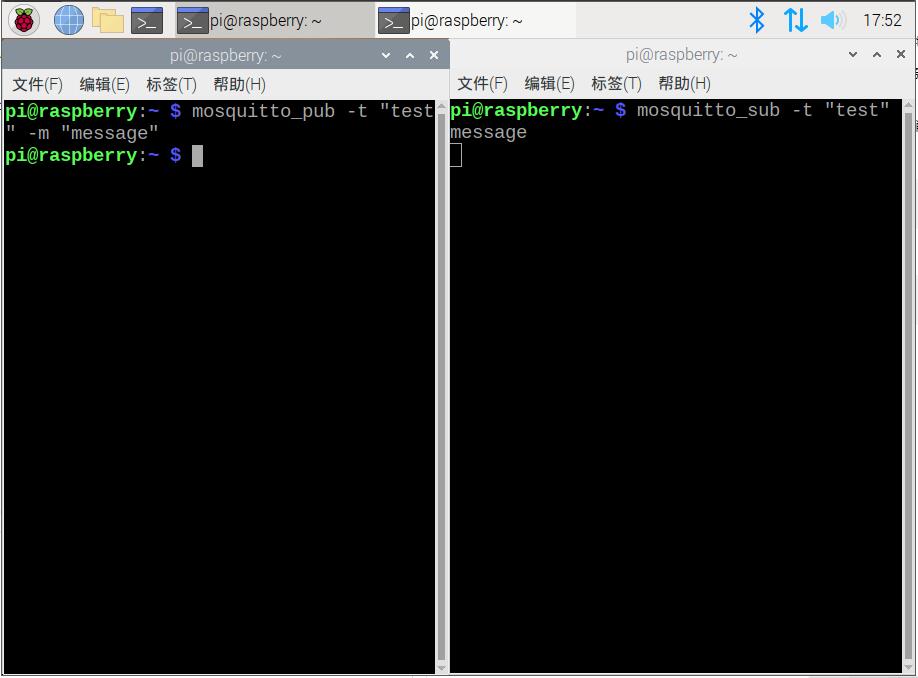 pi@raspberry: ~
pi@raspberry: ~
17:52
pi@raspberry: ~
文件(F) 编辑(E) 标签(T) 帮助(H)
pi@raspberry:~ $ mosquitto_pub -t "test
" -m "message"
pi@raspberry:~ $
pi@raspberry: ~
文件(F) 编辑(E) 标签(T) 帮助(H)
pi@raspberry:~ $ mosquitto_sub -t "test"
message